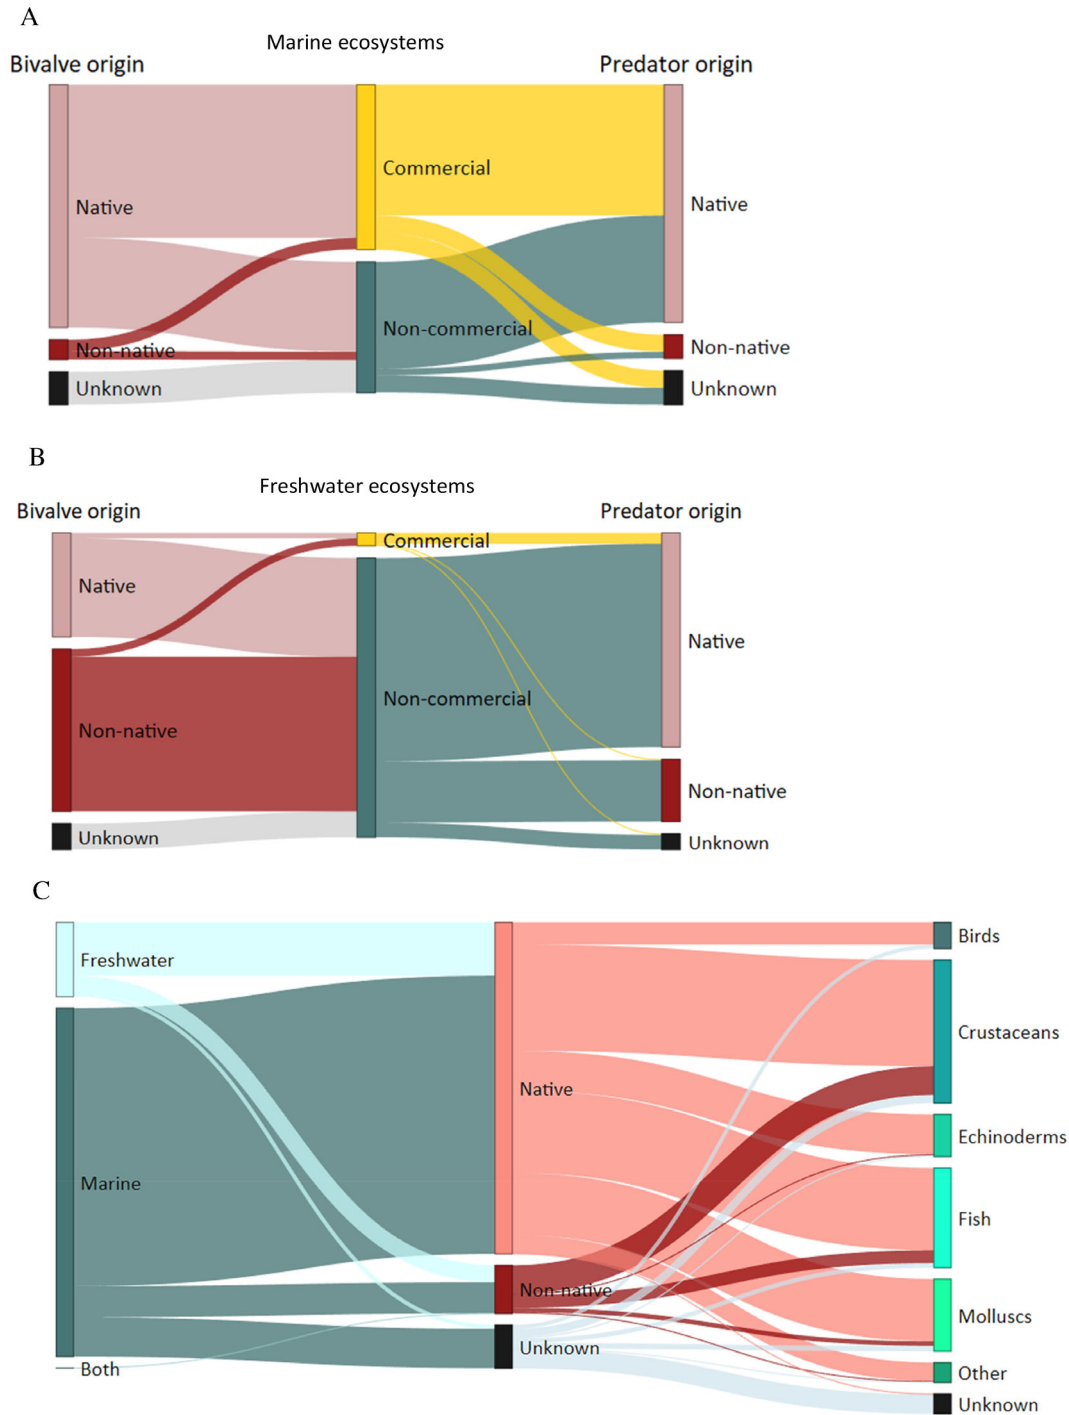 A
Marine ecosystems
Bivalve origin
Predator origin
Commercial
Native
Native
Non-commercial
Non-native
Non-native
Unknown
Unknown
B
Freshwater ecosystems
Bivalve origin
Predator origin
Commercial
Native
Native
Non-commercial
Non-native
Non-native
Unknown
Unknown
C
Birds
Freshwater
Crustaceans
Native
Echinoderms
Marine
Fish
Non-native
Molluscs
Unknown
Both
Other
Unknown